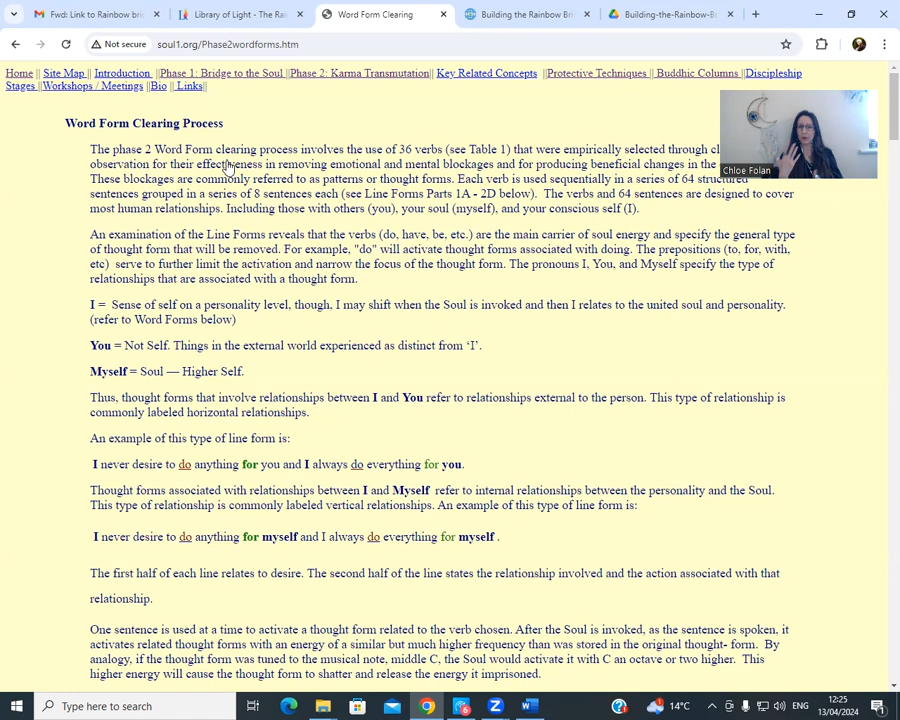 Fwd: Link to Rainbow bri
Library of Light - The Rai
Word Form Clearing
Building the Rainbow Bri
Building-the-Rainbow-B
Not secure
soul1.org/Phase2wordforms.htm
Home || Site Map || Introduction ||Phase 1: Bridge to the Soul ||Phase 2: Karma Transmutation|| Key Related Concepts ||Protective Techniques || Buddhic Columns ||Discipleship
Stages ||Workshops / Meetings ||Bio || Links||
Word Form Clearing Process
The phase 2 Word Form clearing process involves the use of 36 verbs (see Table 1) that were empirically selected through
observation for their effectiveness in removing emotional and mental blockages and for producing beneficial changes in the
These blockages are commonly referred to as patterns or thought forms. Each verb is used sequentially in a series of 64 structured
sentences grouped in a series of 8 sentences each (see Line Forms Parts 1A - 2D below). The verbs and 64 sentences are designed to cover
most human relationships. Including those with others (you), your soul (myself), and your conscious self (I).
An examination of the Line Forms reveals that the verbs (do, have, be, etc.) are the main carrier of soul energy and specify the general type
of thought form that will be removed. For example, "do" will activate thought forms associated with doing. The prepositions (to, for, with,
etc) serve to further limit the activation and narrow the focus of the thought form. The pronouns I, You, and Myself specify the type of
relationships that are associated with a thought form.
I = Sense of self on a personality level, though, I may shift when the Soul is invoked and then I relates to the united soul and personality.
(refer to Word Forms below)
You = Not Self. Things in the external world experienced as distinct from ‘I’.
Myself = Soul — Higher Self.
Thus, thought forms that involve relationships between I and You refer to relationships external to the person. This type of relationship is
commonly labeled horizontal relationships.
An example of this type of line form is:
I never desire to do anything for you and I always do everything for you.
Thought forms associated with relationships between I and Myself refer to internal relationships between the personality and the Soul.
This type of relationship is commonly labeled vertical relationships. An example of this type of line form is:
I never desire to do anything for myself and I always do everything for myself .
The first half of each line relates to desire. The second half of the line states the relationship involved and the action associated with that
relationship.
One sentence is used at a time to activate a thought form related to the verb chosen. After the Soul is invoked, as the sentence is spoken, it
activates related thought forms with an energy of a similar but much higher frequency than was stored in the original thought- form. By
analogy, if the thought form was tuned to the musical note, middle C, the Soul would activate it with C an octave or two higher. This
higher energy will cause the thought form to shatter and release the energy it imprisoned.
Chloe Folan
Type here to search
14°C
12:25
13/04/2024